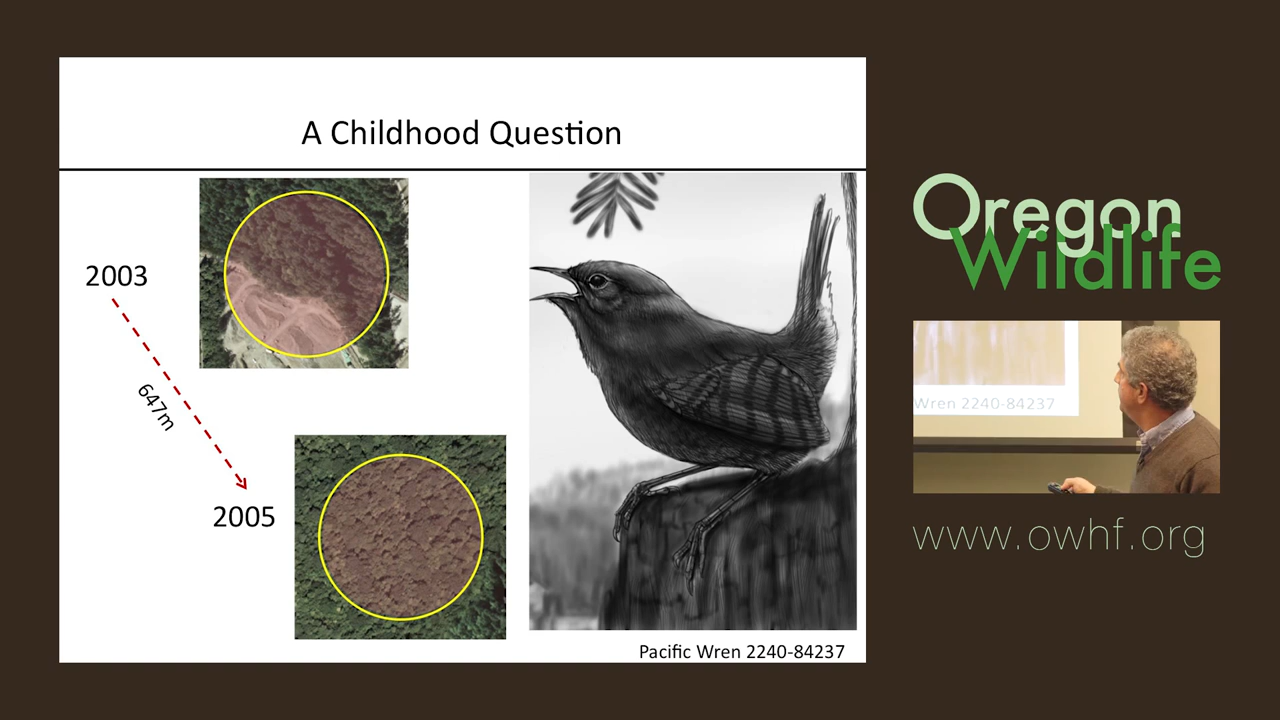 A Childhood Question
2003
647m
2005
Pacific Wren 2240-84237
Oregon
Wildlife
Wren 2240-84237
www.owhf.org